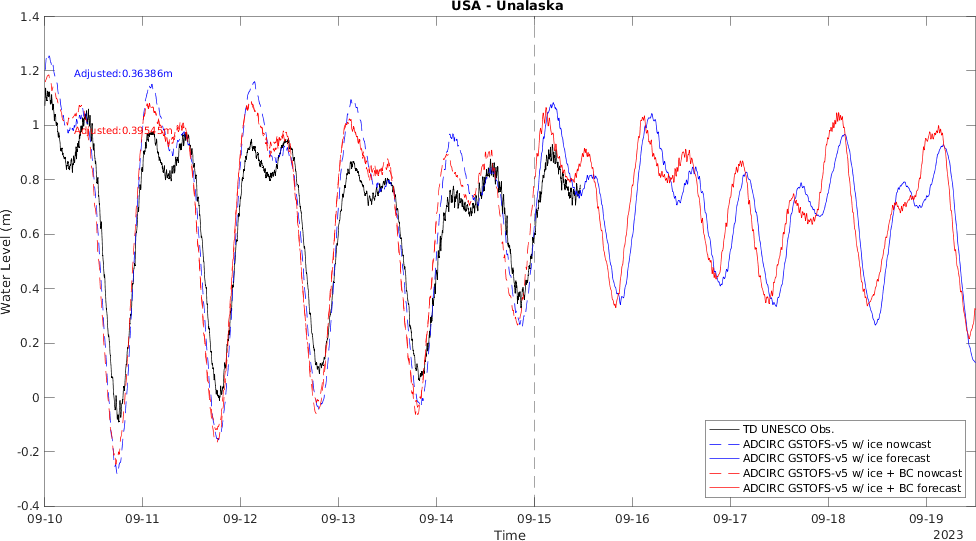 USA - Unalaska
Water Level (m)
1.4
1.2
1
0.8
0.6
0.4
0.2
0
-0.2
-0.4
Adjusted:0.36386m
Adjusted:0.39545m
TD UNESCO Obs.
ADCIRC GSTOFS-v5 w/ ice nowcast
ADCIRC GSTOFS-v5 w/ ice forecast
ADCIRC GSTOFS-v5 w/ ice + BC nowcast
ADCIRC GSTOFS-v5 w/ ice + BC forecast
09-10 09-11 09-12 09-13 09-14 09-15 09-16 09-17 09-18 09-19
Time
2023